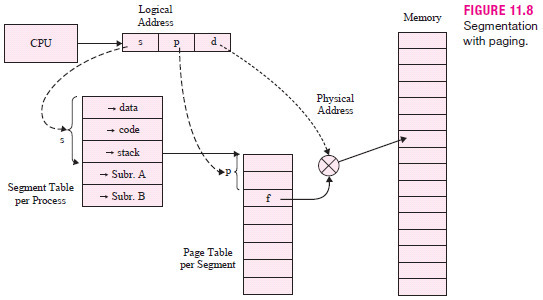 Logical
Address
CPU
s p d
Memory
FIGURE 11.8
Segmentation
with paging.
→ data
→ code
→ stack
→ Subr. A
→ Subr. B
s
Segment Table
per Process
p
f
Page Table
per Segment
Physical
Address